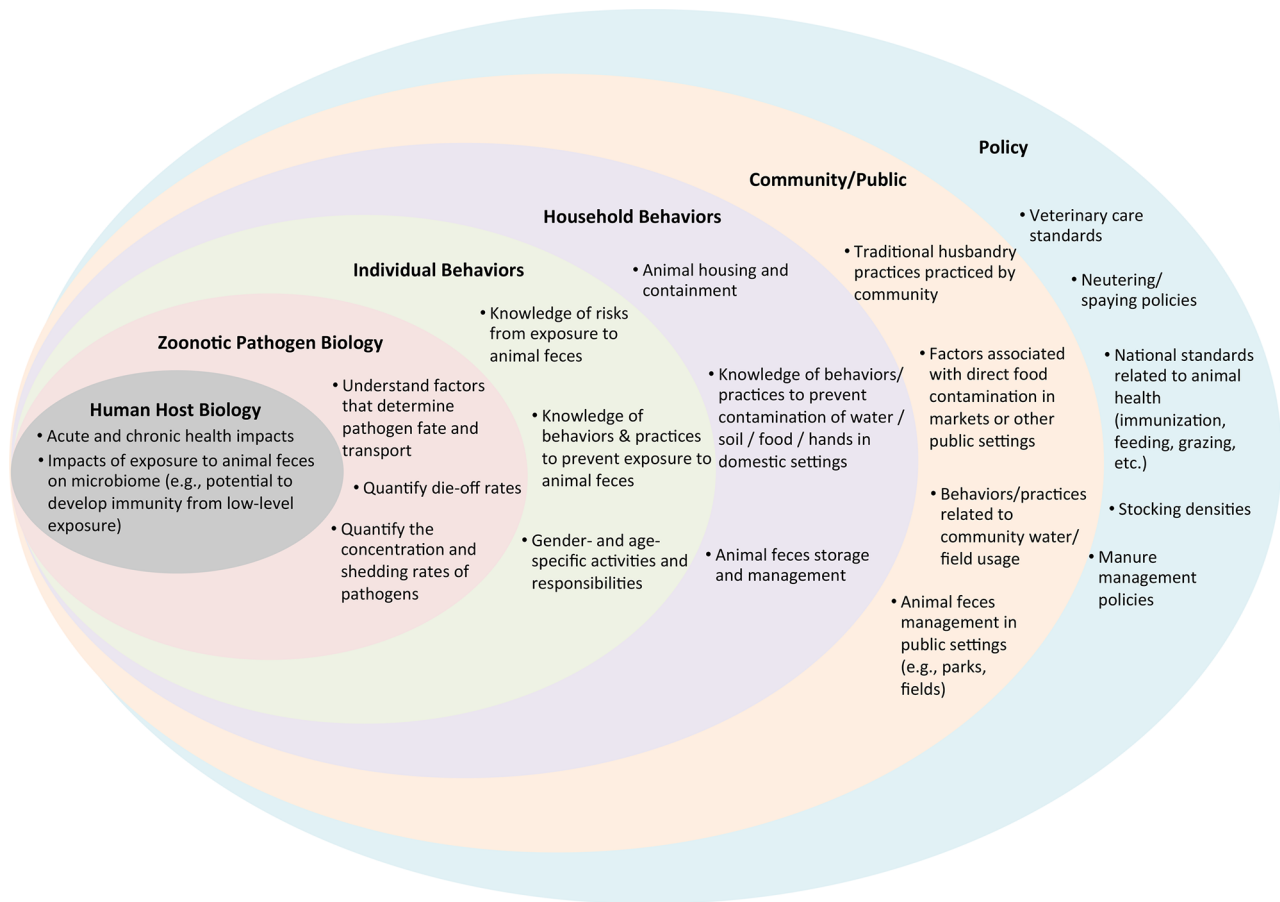 Policy
• Veterinary care
standards
• Neutering/
spaying policies
• National standards
related to animal
health
(immunization,
feeding, grazing,
etc.)
• Stocking densities
• Manure
management
policies
Community/Public
• Traditional husbandry
practices practiced by
community
• Factors associated
with direct food
contamination in
markets or other
public settings
• Behaviors/practices
related to
community water/
field usage
• Animal feces
management in
public settings
(e.g., parks,
fields)
Household Behaviors
• Animal housing and
containment
• Knowledge of behaviors/
practices to prevent
contamination of water /
soil / food / hands in
domestic settings
• Animal feces storage
and management
Individual Behaviors
• Knowledge of risks
from exposure to
animal feces
• Knowledge of
behaviors & practices
to prevent exposure to
animal feces
• Gender- and age-
specific activities and
responsibilities
Zoonotic Pathogen Biology
• Understand factors
that determine
pathogen fate and
transport
• Quantify die-off rates
• Quantify the
concentration and
shedding rates of
pathogens
Human Host Biology
• Acute and chronic health impacts
• Impacts of exposure to animal feces
on microbiome (e.g., potential to
develop immunity from low-level
exposure)